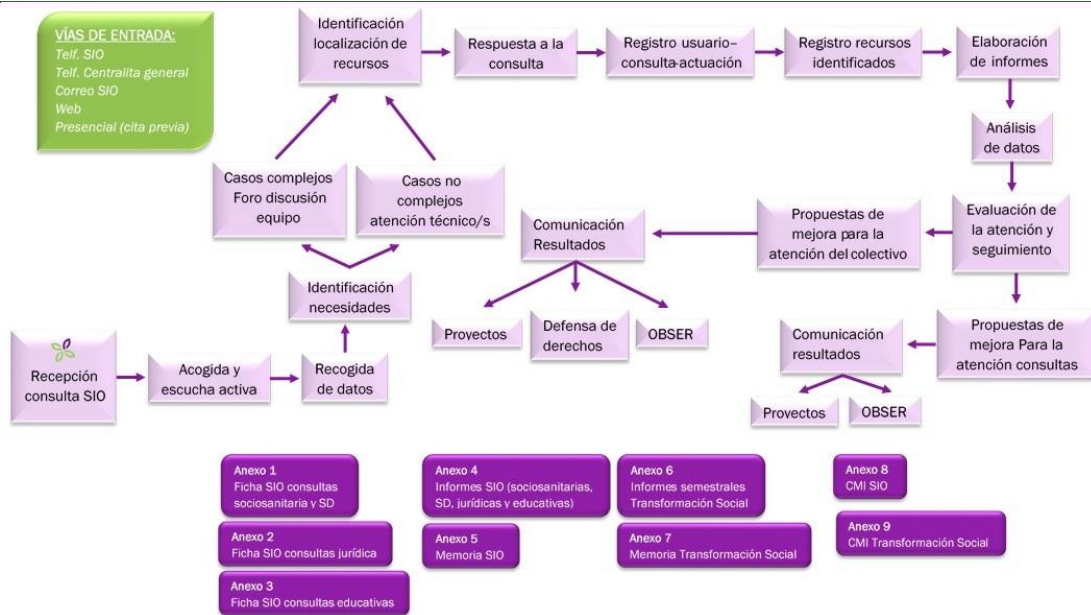 VÍAS DE ENTRADA:
Telf. SIO
Telf. Centralita general
Correo SIO
Web
Presencial (cita previa)
Identificación
localización de
recursos
Respuesta a la
consulta
Registro usuario–
consulta-actuación
Registro recursos
identificados
Elaboración
de informes
Análisis
de datos
Casos complejos
Foro discusión
equipo
Casos no
complejos
atención técnico/s
Comunicación
Resultados
Propuestas de
mejora para la
atención del colectivo
Evaluación de
la atención y
seguimiento
Identificación
necesidades
Proyectos
Defensa de
derechos
OBSER
Comunicación
resultados
Propuestas de
mejora Para la
atención consultas
Recepción
consulta SIO
Acogida y
escucha activa
Recogida
de datos
Proyectos
OBSER
Anexo 1
Ficha SIO consultas
sociosanitaria y SD
Anexo 2
Ficha SIO consultas jurídica
Anexo 3
Ficha SIO consultas educativas
Anexo 4
Informes SIO (sociosanitarias,
SD, jurídicas y educativas)
Anexo 5
Memoria SIO
Anexo 6
Informes semestrales
Transformación Social
Anexo 7
Memoria Transformación Social
Anexo 8
CMI SIO
Anexo 9
CMI Transformación Social